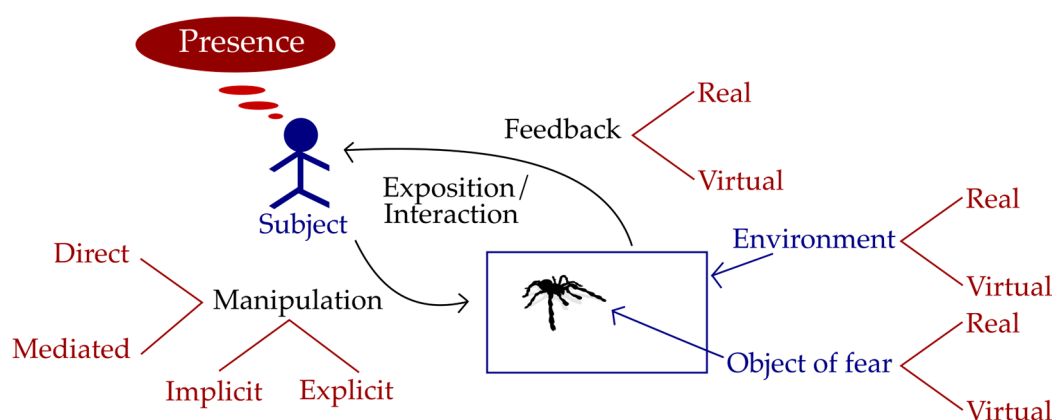 Presence
Real
Feedback
Virtual
Exposition/
Interaction
Subject
Real
Environment
Virtual
Direct
Manipulation
Mediated
Implicit
Explicit
Real
Object of fear
Virtual